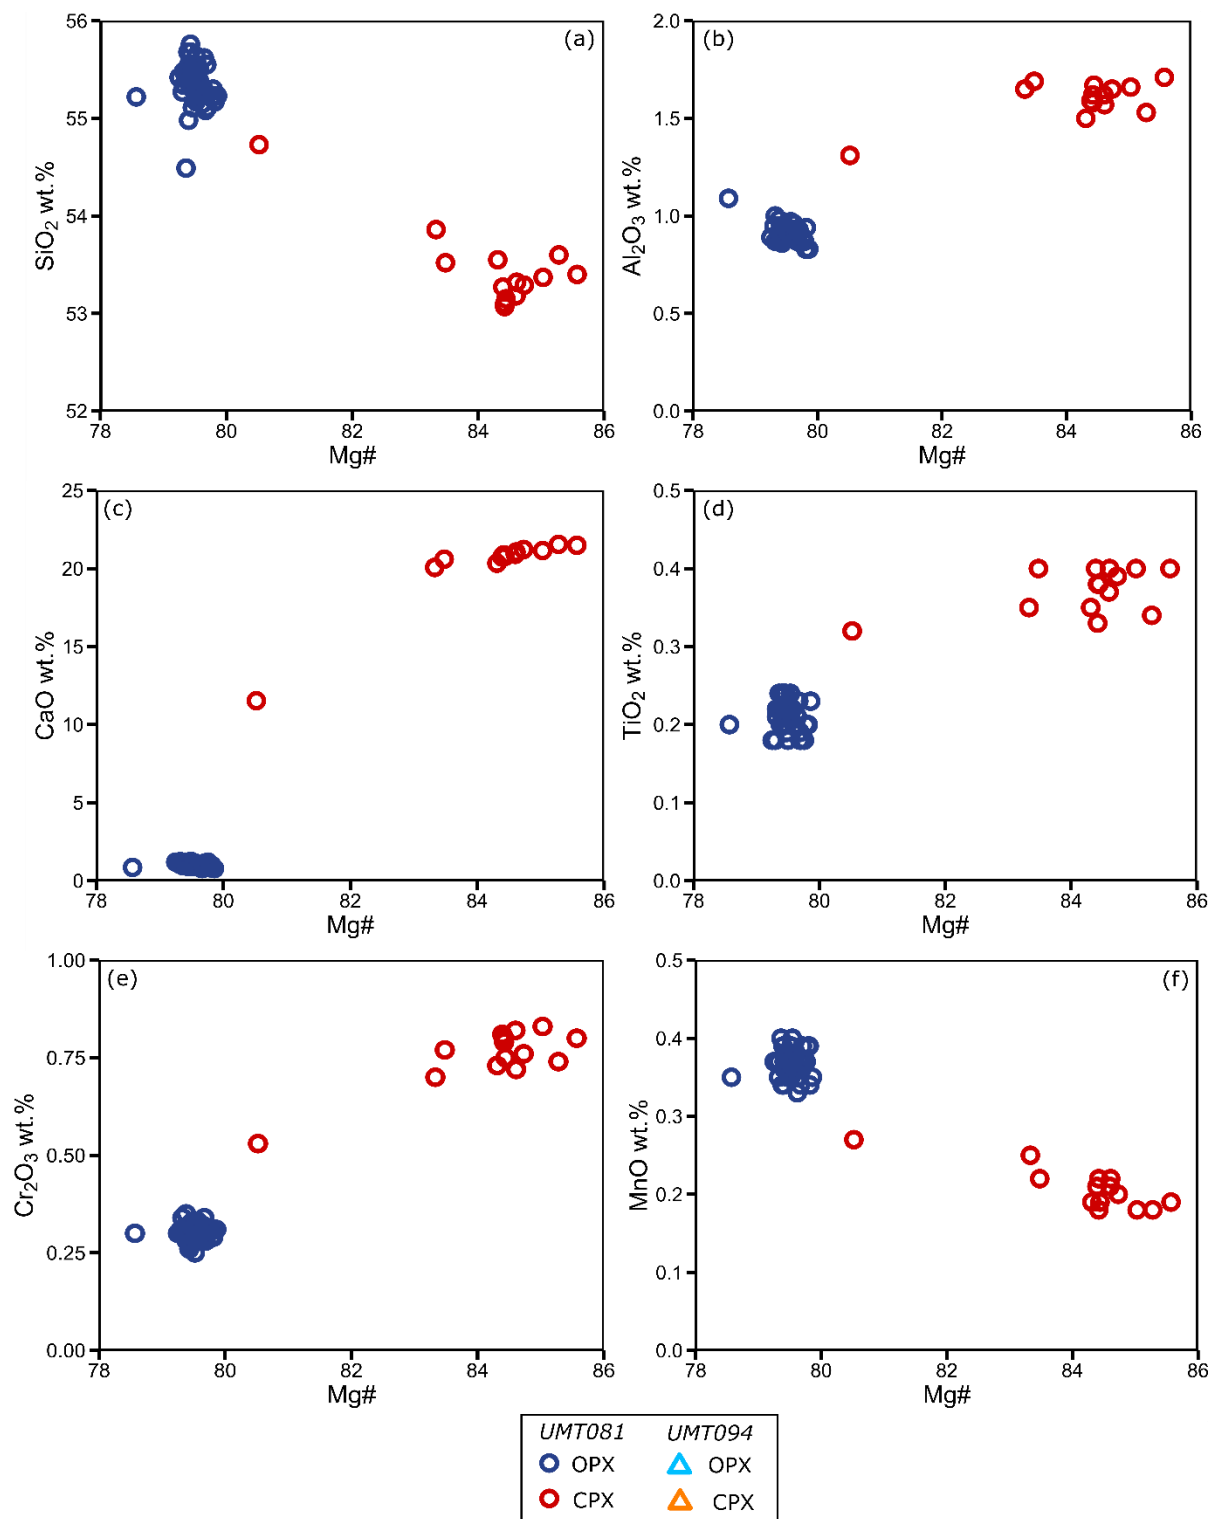 (a)
SiO₂ wt.%
56
55
54
53
52
78 80 82 84 86
Mg#
(b)
Al₂O₃ wt.%
2.0
1.5
1.0
0.5
0.0
78 80 82 84 86
Mg#
(c)
CaO wt.%
25
20
15
10
5
0
78 80 82 84 86
Mg#
(d)
TiO₂ wt.%
0.5
0.4
0.3
0.2
0.1
0.0
78 80 82 84 86
Mg#
(e)
Cr₂O₃ wt.%
1.00
0.75
0.50
0.25
0.00
78 80 82 84 86
Mg#
(f)
MnO wt.%
0.5
0.4
0.3
0.2
0.1
0.0
78 80 82 84 86
Mg#
UMT081 UMT094
OPX OPX
CPX CPX